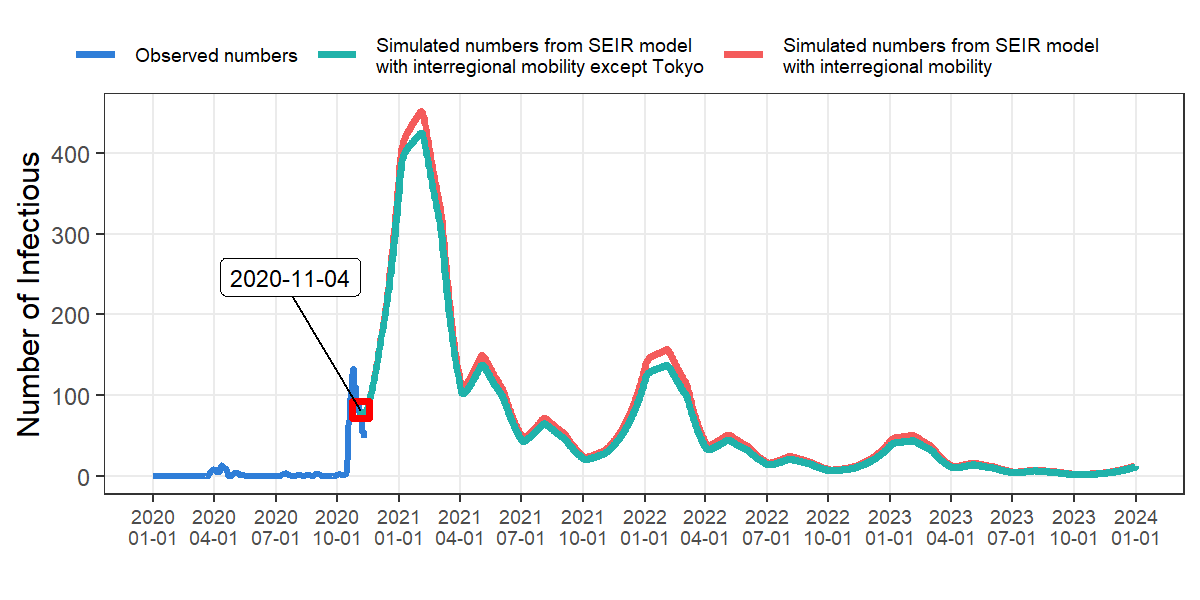 Observed numbers
Simulated numbers from SEIR model
with interregional mobility except Tokyo
Simulated numbers from SEIR model
with interregional mobility
Number of Infectious
400
300
200
100
0
2020-11-04
2020 2020 2020 2020 2021 2021 2021 2021 2022 2022 2022 2022 2023 2023 2023 2023 2024
01-01 04-01 07-01 10-01 01-01 04-01 07-01 10-01 01-01 04-01 07-01 10-01 01-01 04-01 07-01 10-01 01-01